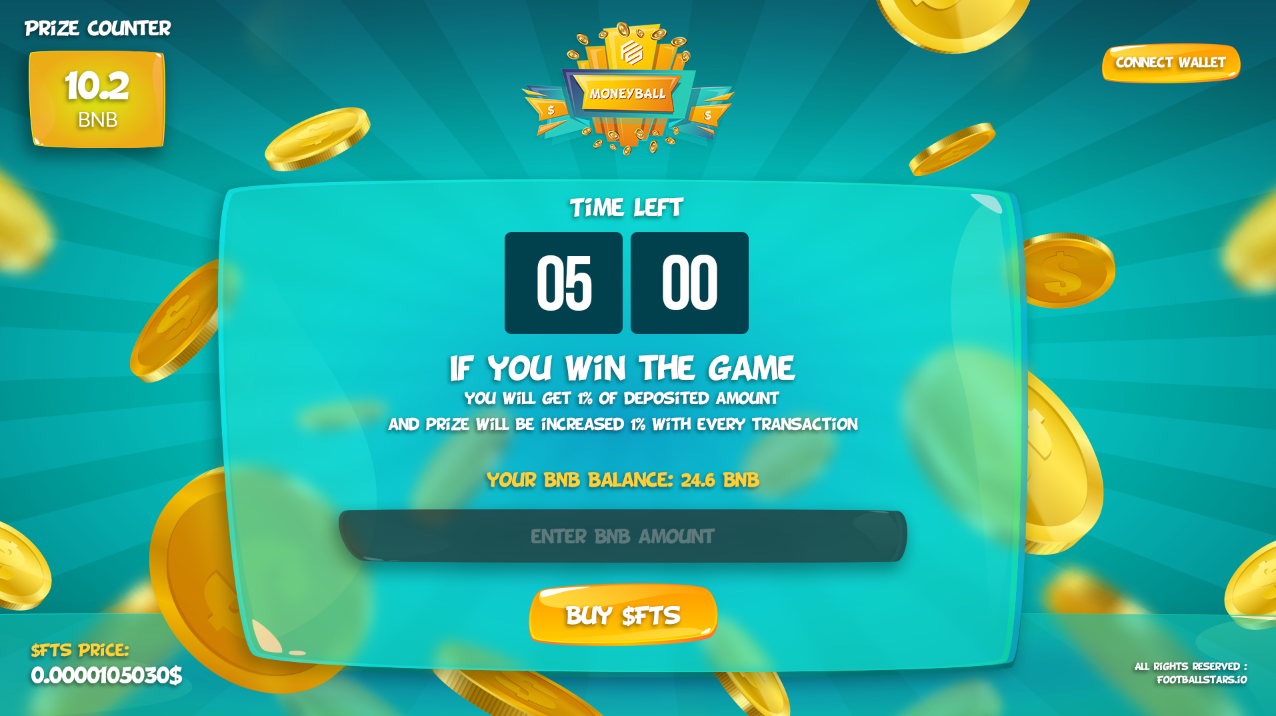 PRIZE COUNTER
10.2
BNB
MONEYBALL
$
$
CONNECT WALLET
TIME LEFT
05 00
IF YOU WIN THE GAME
YOU WILL GET 1% OF DEPOSITED AMOUNT
AND PRIZE WILL BE INCREASED 1% WITH EVERY TRANSACTION
YOUR BNB BALANCE: 24.6 BNB
ENTER BNB AMOUNT
BUY $FTS
$FTS PRICE:
0.0000105030$
ALL RIGHTS RESERVED :
FOOTBALLSTARS.IO